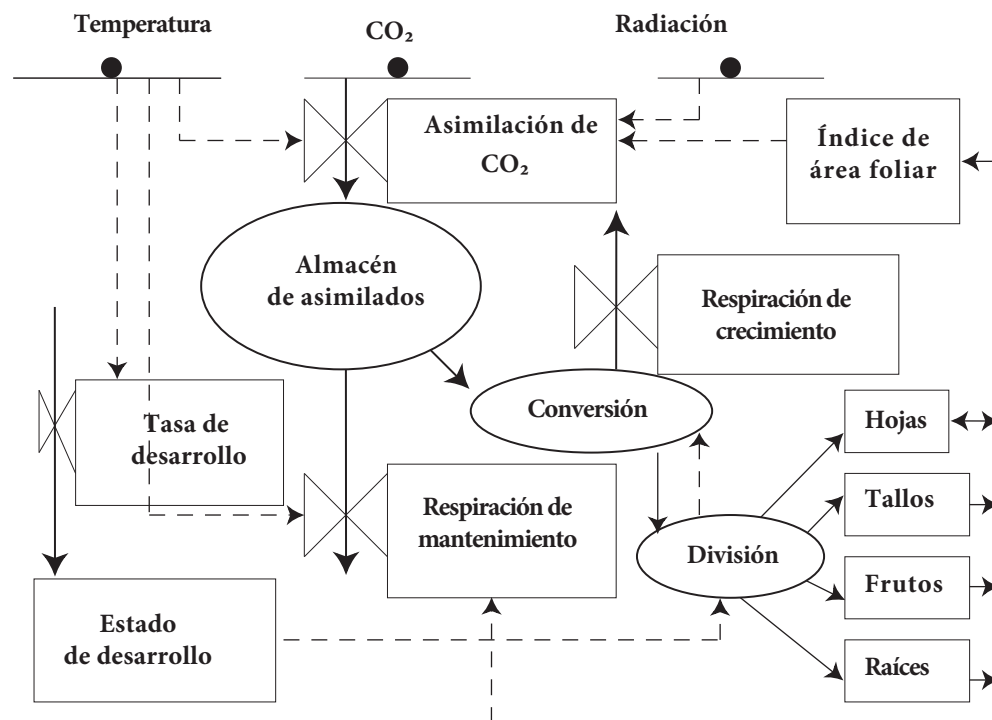 Temperatura
CO₂
Radiación
Asimilación de
CO₂
Índice de
área foliar
Almacén
de asimilados
Respiración de
crecimiento
Tasa de
desarrollo
Conversión
Hojas
Tallos
Respiración de
mantenimiento
División
Frutos
Estado
de desarrollo
Raíces